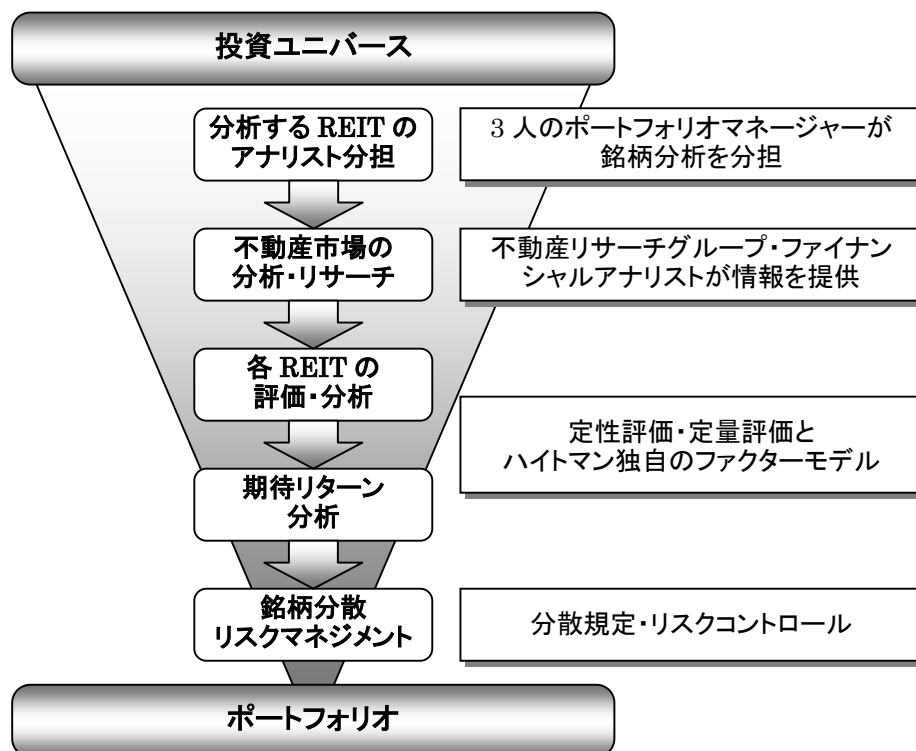 投資ユニバース
分析する REIT の
アナリスト分担
3 人のポートフォリオマネージャーが
銘柄分析を分担
不動産市場の
分析・リサーチ
不動産リサーチグループ・ファイナン
シャルアナリストが情報を提供
各 REIT の
評価・分析
定性評価・定量評価と
ハイトマン独自のファクターモデル
期待リターン
分析
銘柄分散
リスクマネジメント
分散規定・リスクコントロール
ポートフォリオ